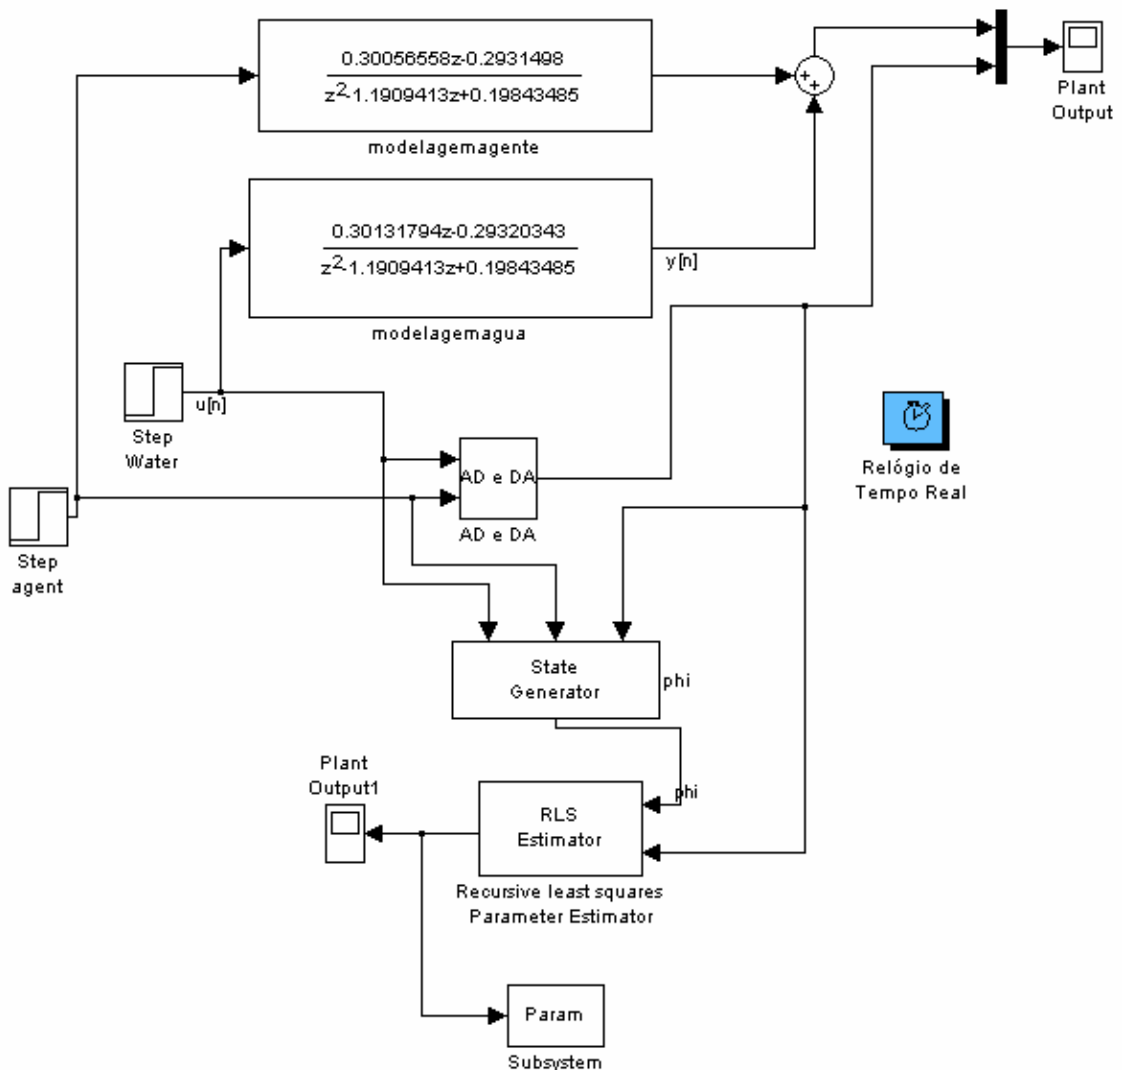 0.30056558z-0.2931498
z2-1.1909413z+0.19843485
modelagemagente
+
+
Plant
Output
0.30131794z-0.29320343
z2-1.1909413z+0.19843485
y[n]
modelagemagua
u[n]
Step
Water
AD e DA
AD e DA
Relógio de
Tempo Real
Step
agent
State
Generator
phi
Plant
Output1
phi
RLS
Estimator
Recursive least squares
Parameter Estimator
Param
Subsystem